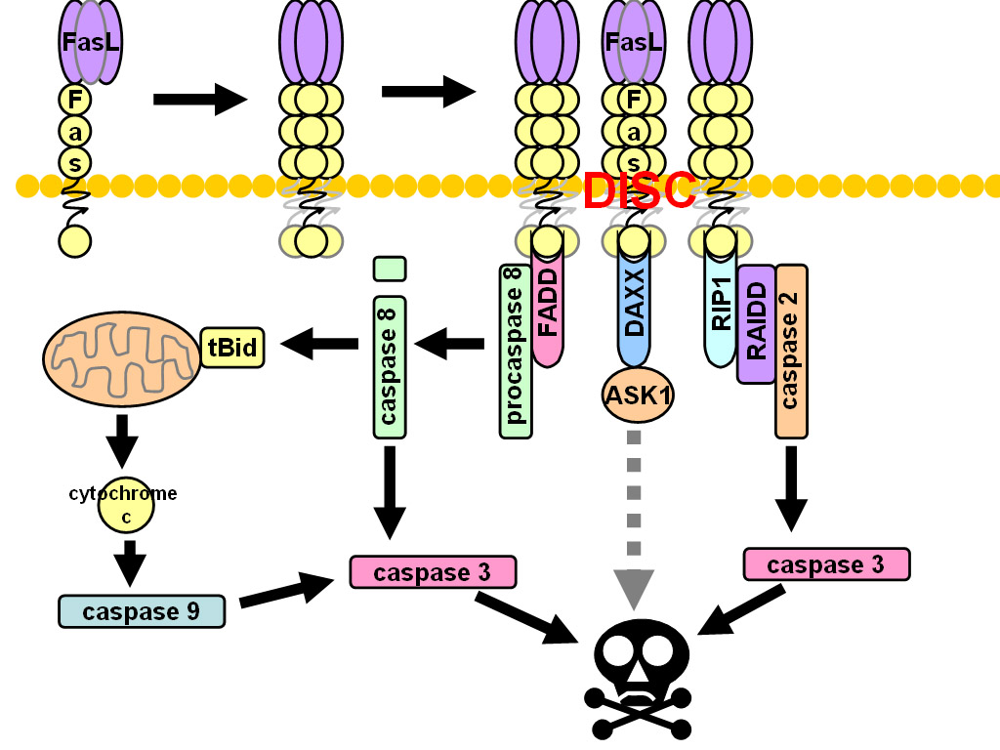 FasL
F
a
s
FasL
F
a
s
DISC
procaspase 8
FADD
DAXX
RIP1
RAIDD
caspase 2
caspase 8
tBid
ASK1
cytochrome
c
caspase 3
caspase 3
caspase 9